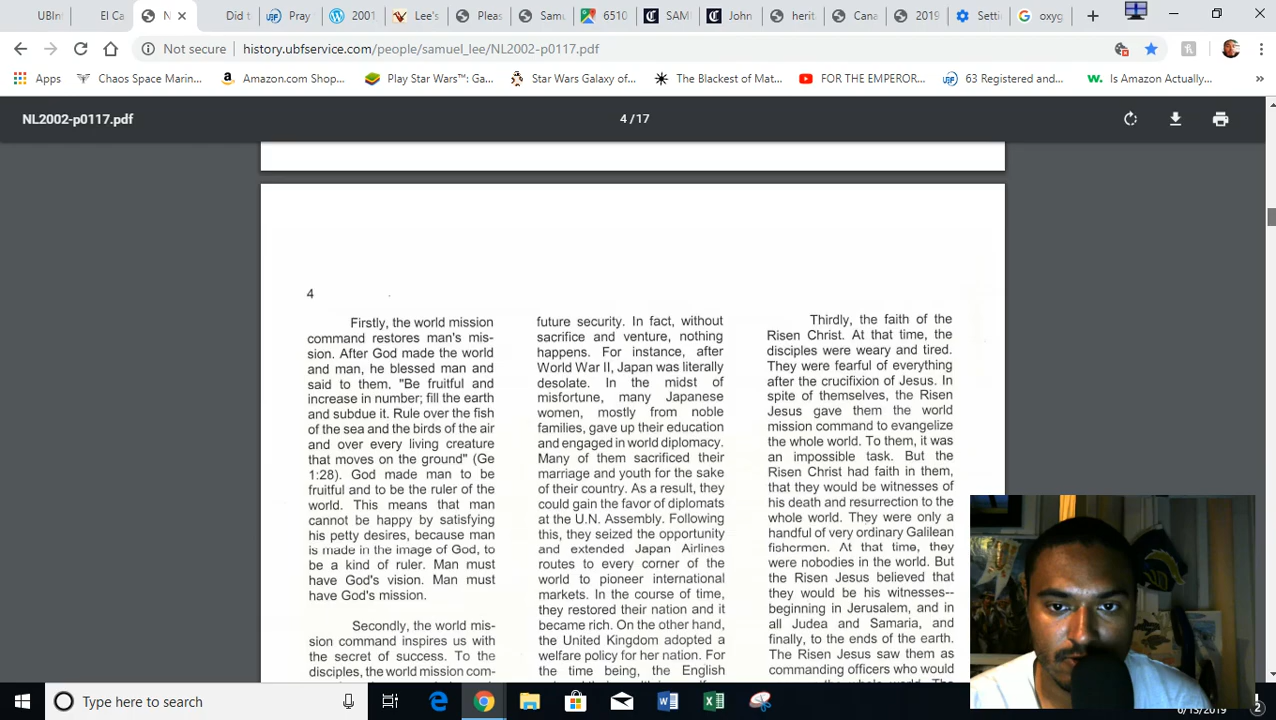 UBIn
El Ca
N
Did t
Pray
2001
Lee's
Pleas
Samu
6510
SAM
John
herit
Cana
2019
Setti
oxyg
Not secure
history.ubfservice.com/people/samuel_lee/NL2002-p0117.pdf
Apps
Chaos Space Marin...
Amazon.com Shop...
Play Star Wars™: Ga...
Star Wars Galaxy of...
The Blackest of Mat...
FOR THE EMPEROR...
63 Registered and...
Is Amazon Actually...
NL2002-p0117.pdf
4 / 17
4
Firstly, the world mission
command restores man's mis-
sion. After God made the world
and man, he blessed man and
said to them, "Be fruitful and
increase in number; fill the earth
and subdue it. Rule over the fish
of the sea and the birds of the air
and over every living creature
that moves on the ground" (Ge
1:28). God made man to be
fruitful and to be the ruler of the
world. This means that man
cannot be happy by satisfying
his petty desires, because man
is made in the image of God, to
be a kind of ruler. Man must
have God's vision. Man must
have God's mission.
Secondly, the world mis-
sion command inspires us with
the secret of success. To the
disciples, the world mission com-
future security. In fact, without
sacrifice and venture, nothing
happens. For instance, after
World War II, Japan was literally
desolate. In the midst of
misfortune, many Japanese
women, mostly from noble
families, gave up their education
and engaged in world diplomacy.
Many of them sacrificed their
marriage and youth for the sake
of their country. As a result, they
could gain the favor of diplomats
at the U.N. Assembly. Following
this, they seized the opportunity
and extended Japan Airlines
routes to every corner of the
world to pioneer international
markets. In the course of time,
they restored their nation and it
became rich. On the other hand,
the United Kingdom adopted a
welfare policy for her nation. For
the time being, the English
Thirdly, the faith of the
Risen Christ. At that time, the
disciples were weary and tired.
They were fearful of everything
after the crucifixion of Jesus. In
spite of themselves, the Risen
Jesus gave them the world
mission command to evangelize
the whole world. To them, it was
an impossible task. But the
Risen Christ had faith in them,
that they would be witnesses of
his death and resurrection to the
whole world. They were only a
handful of very ordinary Galilean
fishermen. At that time, they
were nobodies in the world. But
the Risen Jesus believed that
they would be his witnesses--
beginning in Jerusalem, and in
all Judea and Samaria, and
finally, to the ends of the earth.
The Risen Jesus saw them as
commanding officers who would
Type here to search
6/13/2019
2